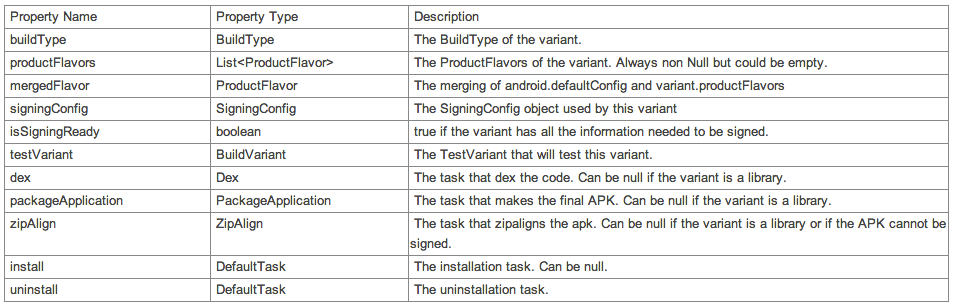 Property Name Property Type Description
buildType BuildType The BuildType of the variant.
productFlavors List<ProductFlavor> The ProductFlavors of the variant. Always non Null but could be empty.
mergedFlavor ProductFlavor The merging of android.defaultConfig and variant.productFlavors
signingConfig SigningConfig The SigningConfig object used by this variant
isSigningReady boolean true if the variant has all the information needed to be signed.
testVariant BuildVariant The TestVariant that will test this variant.
dex Dex The task that dex the code. Can be null if the variant is a library.
packageApplication PackageApplication The task that makes the final APK. Can be null if the variant is a library.
zipAlign ZipAlign The task that zipaligns the apk. Can be null if the variant is a library or if the APK cannot be
signed.
install DefaultTask The installation task. Can be null.
uninstall DefaultTask The uninstallation task.